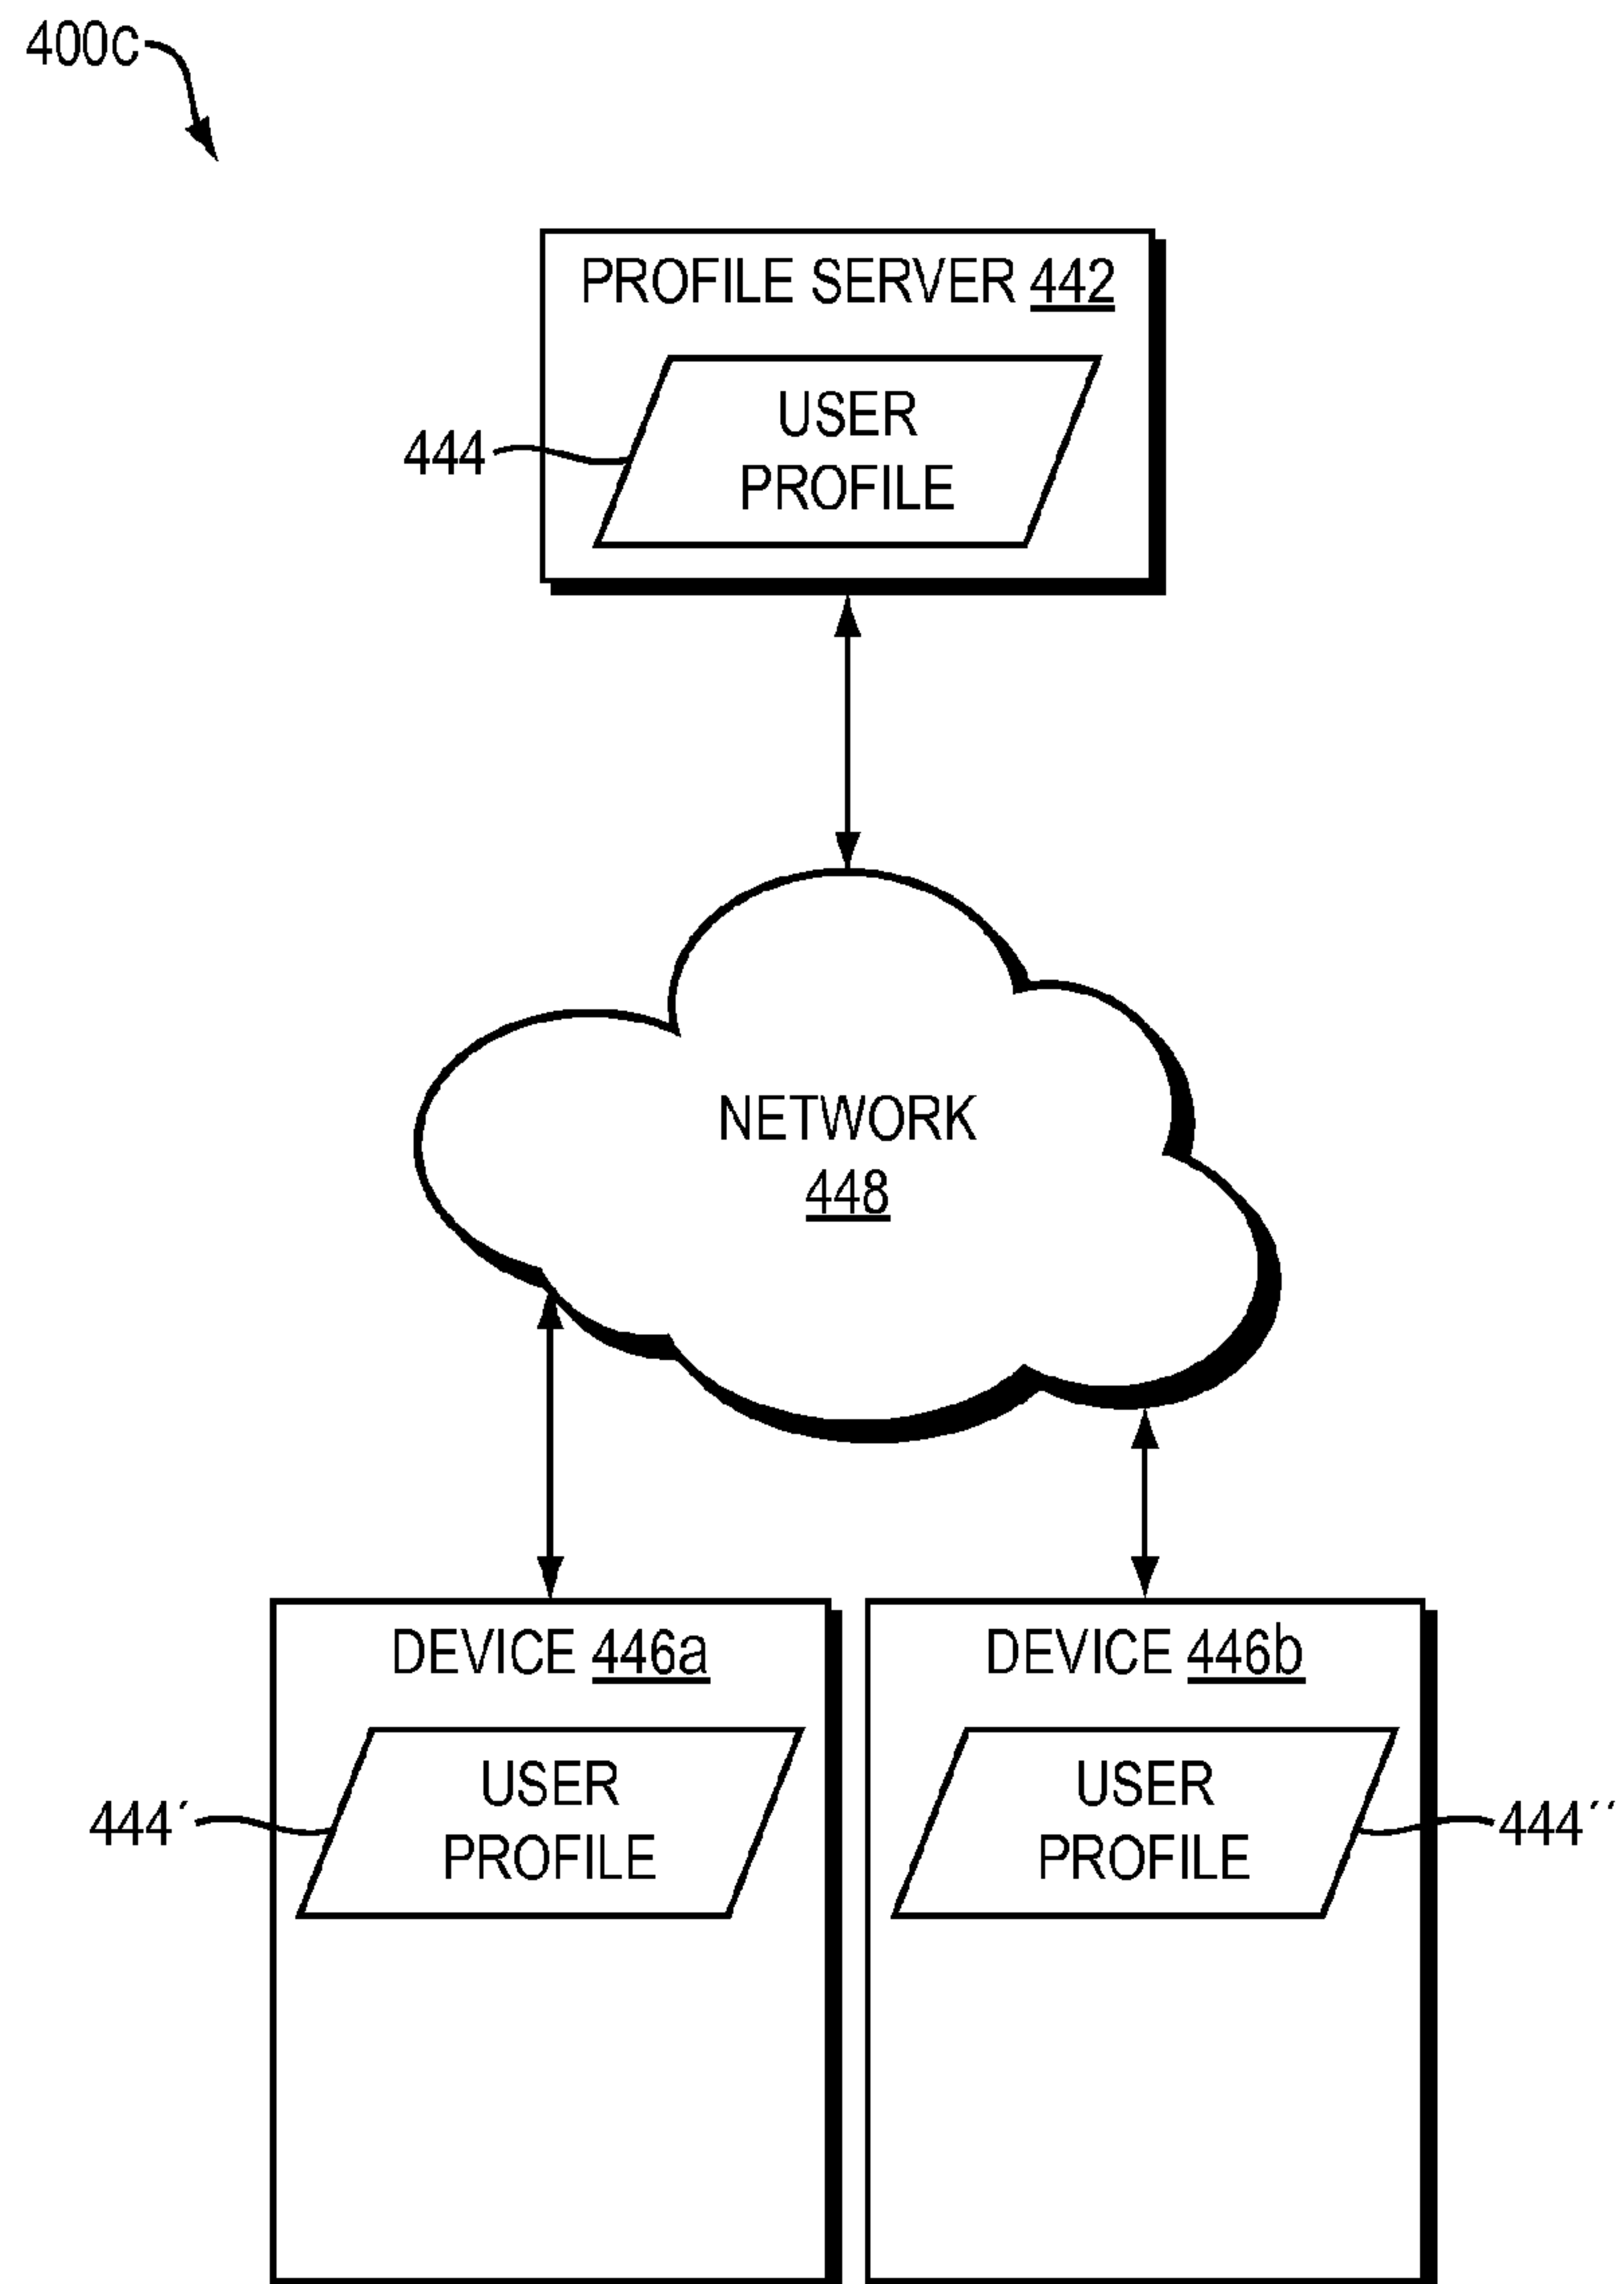 400c
PROFILE SERVER 442
USER
PROFILE
444
NETWORK
448
DEVICE 446a
USER
PROFILE
444´
DEVICE 446b
USER
PROFILE
444´´